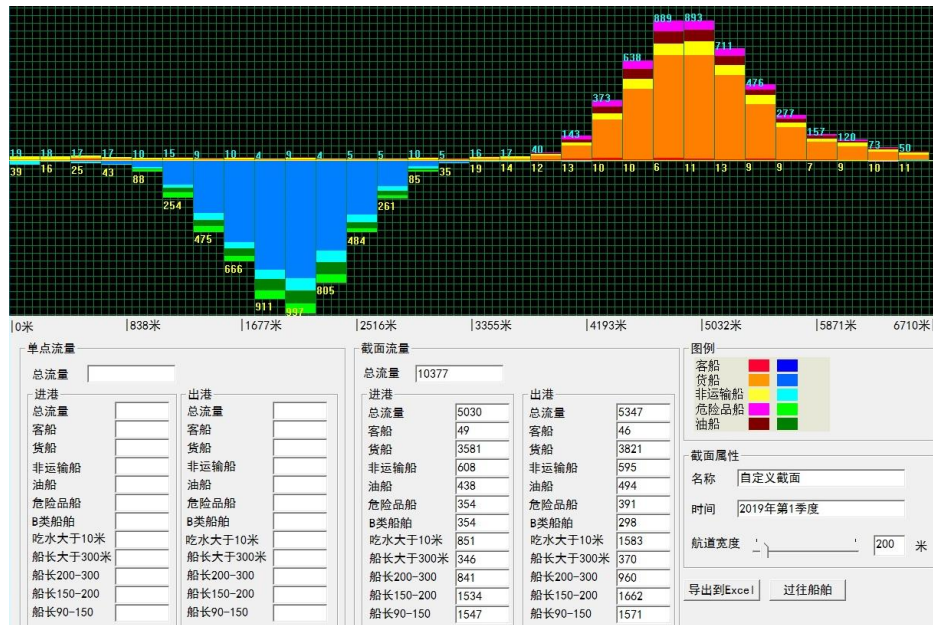 889 893
711
638
476
373
277
143 157
120
73
50
40
19 18 17 17 10 15 9 10 4 9 4 5 5 10 5 16 17
39 16 25 43 88 254 475 666 911 997 805 484 261 85 35 19 14 12 13 10 10 6 11 13 9 9 7 9 10 11
0米 838米 1677米 2516米 3355米 4193米 5032米 5871米 6710米
单点流量
总流量
进港
总流量
客船
货船
非运输船
油船
危险品船
B类船舶
吃水大于10米
船长大于300米
船长200-300
船长150-200
船长90-150
出港
总流量
客船
货船
非运输船
油船
危险品船
B类船舶
吃水大于10米
船长大于300米
船长200-300
船长150-200
船长90-150
截面流量
总流量 10377
进港
总流量 5030
客船 49
货船 3581
非运输船 608
油船 438
危险品船 354
B类船舶 354
吃水大于10米 851
船长大于300米 346
船长200-300 841
船长150-200 1534
船长90-150 1547
出港
总流量 5347
客船 46
货船 3821
非运输船 595
油船 494
危险品船 391
B类船舶 298
吃水大于10米 1583
船长大于300米 370
船长200-300 960
船长150-200 1662
船长90-150 1571
图例
客船
货船
非运输船
危险品船
油船
截面属性
名称 自定义截面
时间 2019年第1季度
航道宽度 200 米
导出到Excel 过往船舶